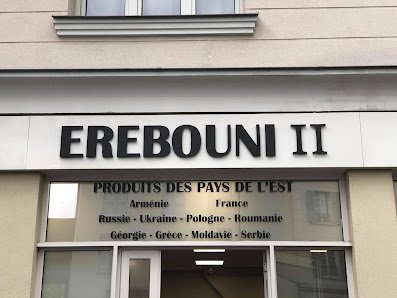 EREBOUNI II
PRODUITS DES PAYS DE L'EST
Arménie France
Russie - Ukraine - Pologne - Roumanie
Géorgie - Grèce - Moldavie - Serbie